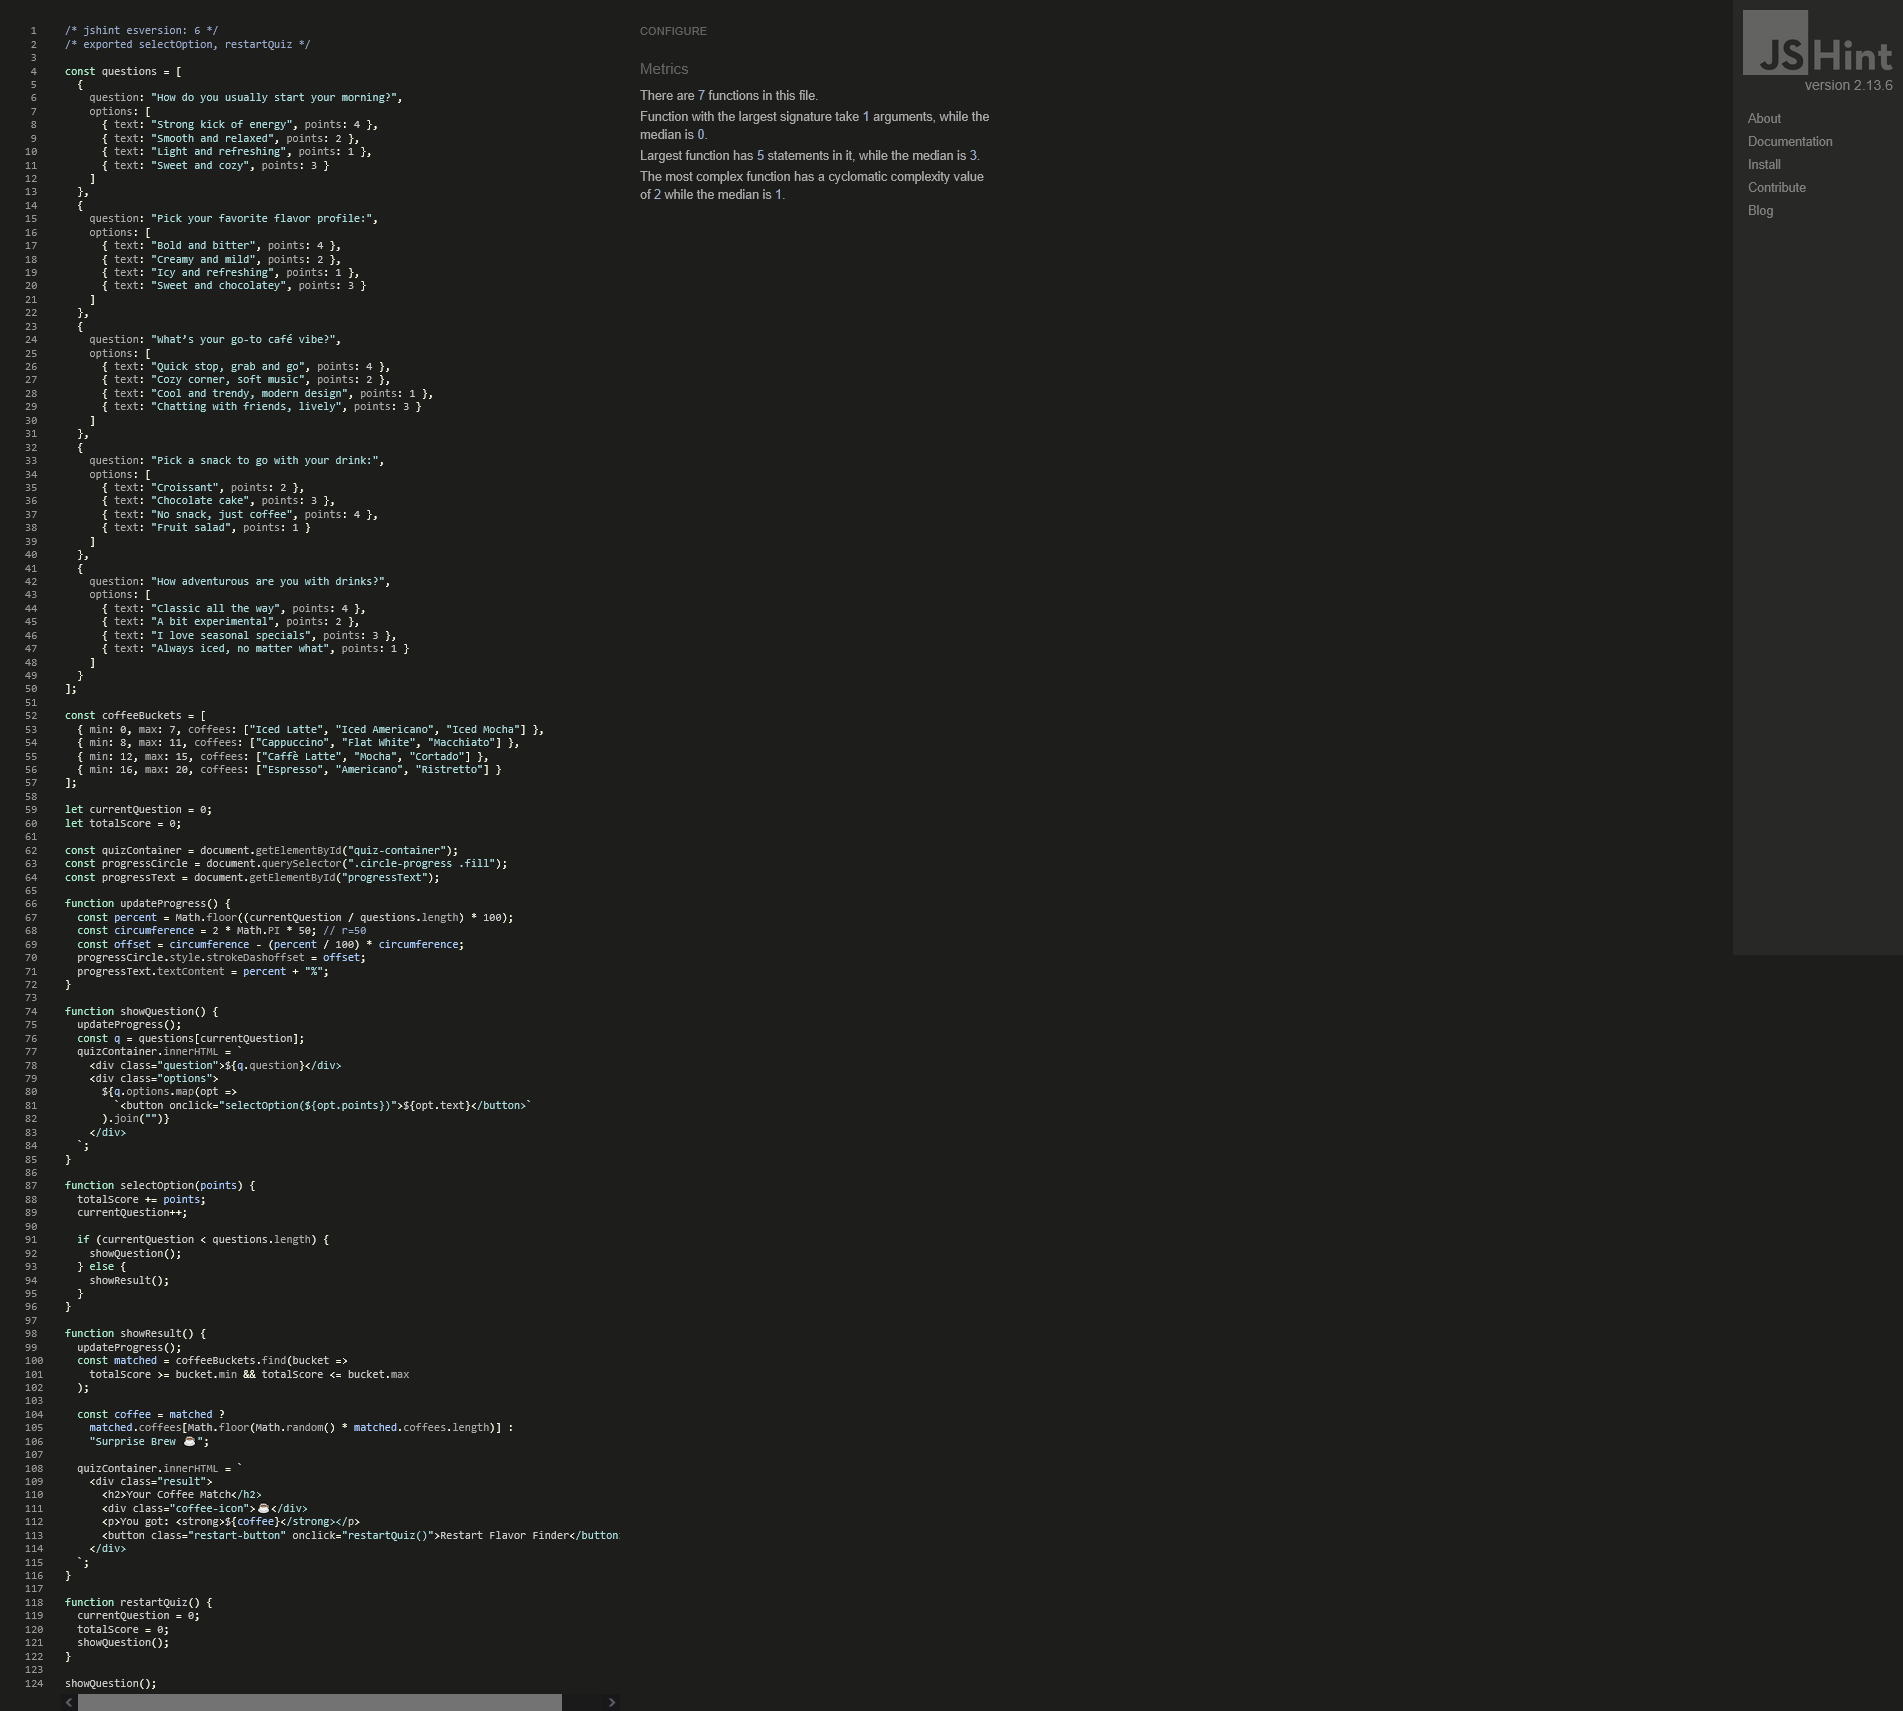 1 /* jshint esversion: 6 */
2 /* exported selectOption, restartQuiz */
3
4 const questions = [
5 {
6 question: "How do you usually start your morning?",
7 options: [
8 { text: "Strong kick of energy", points: 4 },
9 { text: "Smooth and relaxed", points: 2 },
10 { text: "Light and refreshing", points: 1 },
11 { text: "Sweet and cozy", points: 3 }
12 ]
13 },
14 {
15 question: "Pick your favorite flavor profile:",
16 options: [
17 { text: "Bold and bitter", points: 4 },
18 { text: "Creamy and mild", points: 2 },
19 { text: "Icy and refreshing", points: 1 },
20 { text: "Sweet and chocolatey", points: 3 }
21 ]
22 },
23 {
24 question: "What’s your go-to café vibe?",
25 options: [
26 { text: "Quick stop, grab and go", points: 4 },
27 { text: "Cozy corner, soft music", points: 2 },
28 { text: "Cool and trendy, modern design", points: 1 },
29 { text: "Chatting with friends, lively", points: 3 }
30 ]
31 },
32 {
33 question: "Pick a snack to go with your drink:",
34 options: [
35 { text: "Croissant", points: 2 },
36 { text: "Chocolate cake", points: 3 },
37 { text: "No snack, just coffee", points: 4 },
38 { text: "Fruit salad", points: 1 }
39 ]
40 },
41 {
42 question: "How adventurous are you with drinks?",
43 options: [
44 { text: "Classic all the way", points: 4 },
45 { text: "A bit experimental", points: 2 },
46 { text: "I love seasonal specials", points: 3 },
47 { text: "Always iced, no matter what", points: 1 }
48 ]
49 }
50 ];
51
52 const coffeeBuckets = [
53 { min: 0, max: 7, coffees: ["Iced Latte", "Iced Americano", "Iced Mocha"] },
54 { min: 8, max: 11, coffees: ["Cappuccino", "Flat White", "Macchiato"] },
55 { min: 12, max: 15, coffees: ["Caffè Latte", "Mocha", "Cortado"] },
56 { min: 16, max: 20, coffees: ["Espresso", "Americano", "Ristretto"] }
57 ];
58
59 let currentQuestion = 0;
60 let totalScore = 0;
61
62 const quizContainer = document.getElementById("quiz-container");
63 const progressCircle = document.querySelector(".circle-progress .fill");
64 const progressText = document.getElementById("progressText");
65
66 function updateProgress() {
67 const percent = Math.floor((currentQuestion / questions.length) * 100);
68 const circumference = 2 * Math.PI * 50; // r=50
69 const offset = circumference - (percent / 100) * circumference;
70 progressCircle.style.strokeDashoffset = offset;
71 progressText.textContent = percent + "%";
72 }
73
74 function showQuestion() {
75 updateProgress();
76 const q = questions[currentQuestion];
77 quizContainer.innerHTML = `
78 <div class="question">${q.question}</div>
79 <div class="options">
80 ${q.options.map(opt =>
81 `<button onclick="selectOption(${opt.points})">${opt.text}</button>`
82 ).join("")}
83 </div>
84 `;
85 }
86
87 function selectOption(points) {
88 totalScore += points;
89 currentQuestion++;
90
91 if (currentQuestion < questions.length) {
92 showQuestion();
93 } else {
94 showResult();
95 }
96 }
97
98 function showResult() {
99 updateProgress();
100 const matched = coffeeBuckets.find(bucket =>
101 totalScore >= bucket.min && totalScore <= bucket.max
102 );
103
104 const coffee = matched ?
105 matched.coffees[Math.floor(Math.random() * matched.coffees.length)] :
106 "Surprise Brew ☕";
107
108 quizContainer.innerHTML = `
109 <div class="result">
110 <h2>Your Coffee Match</h2>
111 <div class="coffee-icon">☕</div>
112 <p>You got: <strong>${coffee}</strong></p>
113 <button class="restart-button" onclick="restartQuiz()">Restart Flavor Finder</button
114 </div>
115 `;
116 }
117
118 function restartQuiz() {
119 currentQuestion = 0;
120 totalScore = 0;
121 showQuestion();
122 }
123
124 showQuestion();
CONFIGURE
Metrics
There are 7 functions in this file.
Function with the largest signature take 1 arguments, while the
median is 0.
Largest function has 5 statements in it, while the median is 3.
The most complex function has a cyclomatic complexity value
of 2 while the median is 1.
JSHint
version 2.13.6
About
Documentation
Install
Contribute
Blog